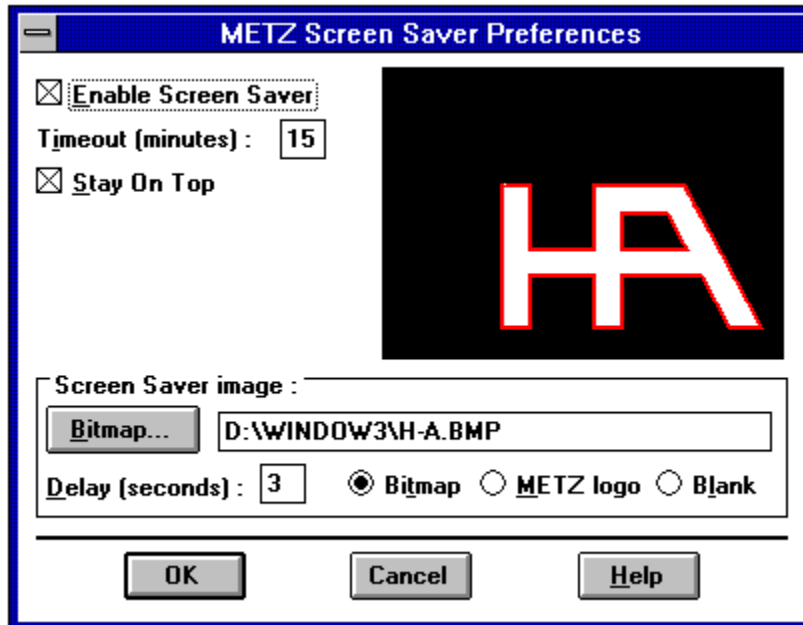 METZ Screen Saver Preferences
Enable Screen Saver
Timeout (minutes) : 15
Stay On Top
HA
Screen Saver image :
Bitmap... D:\WINDOW3\H-A.BMP
Delay (seconds) : 3 Bitmap METZ logo Blank
OK Cancel Help